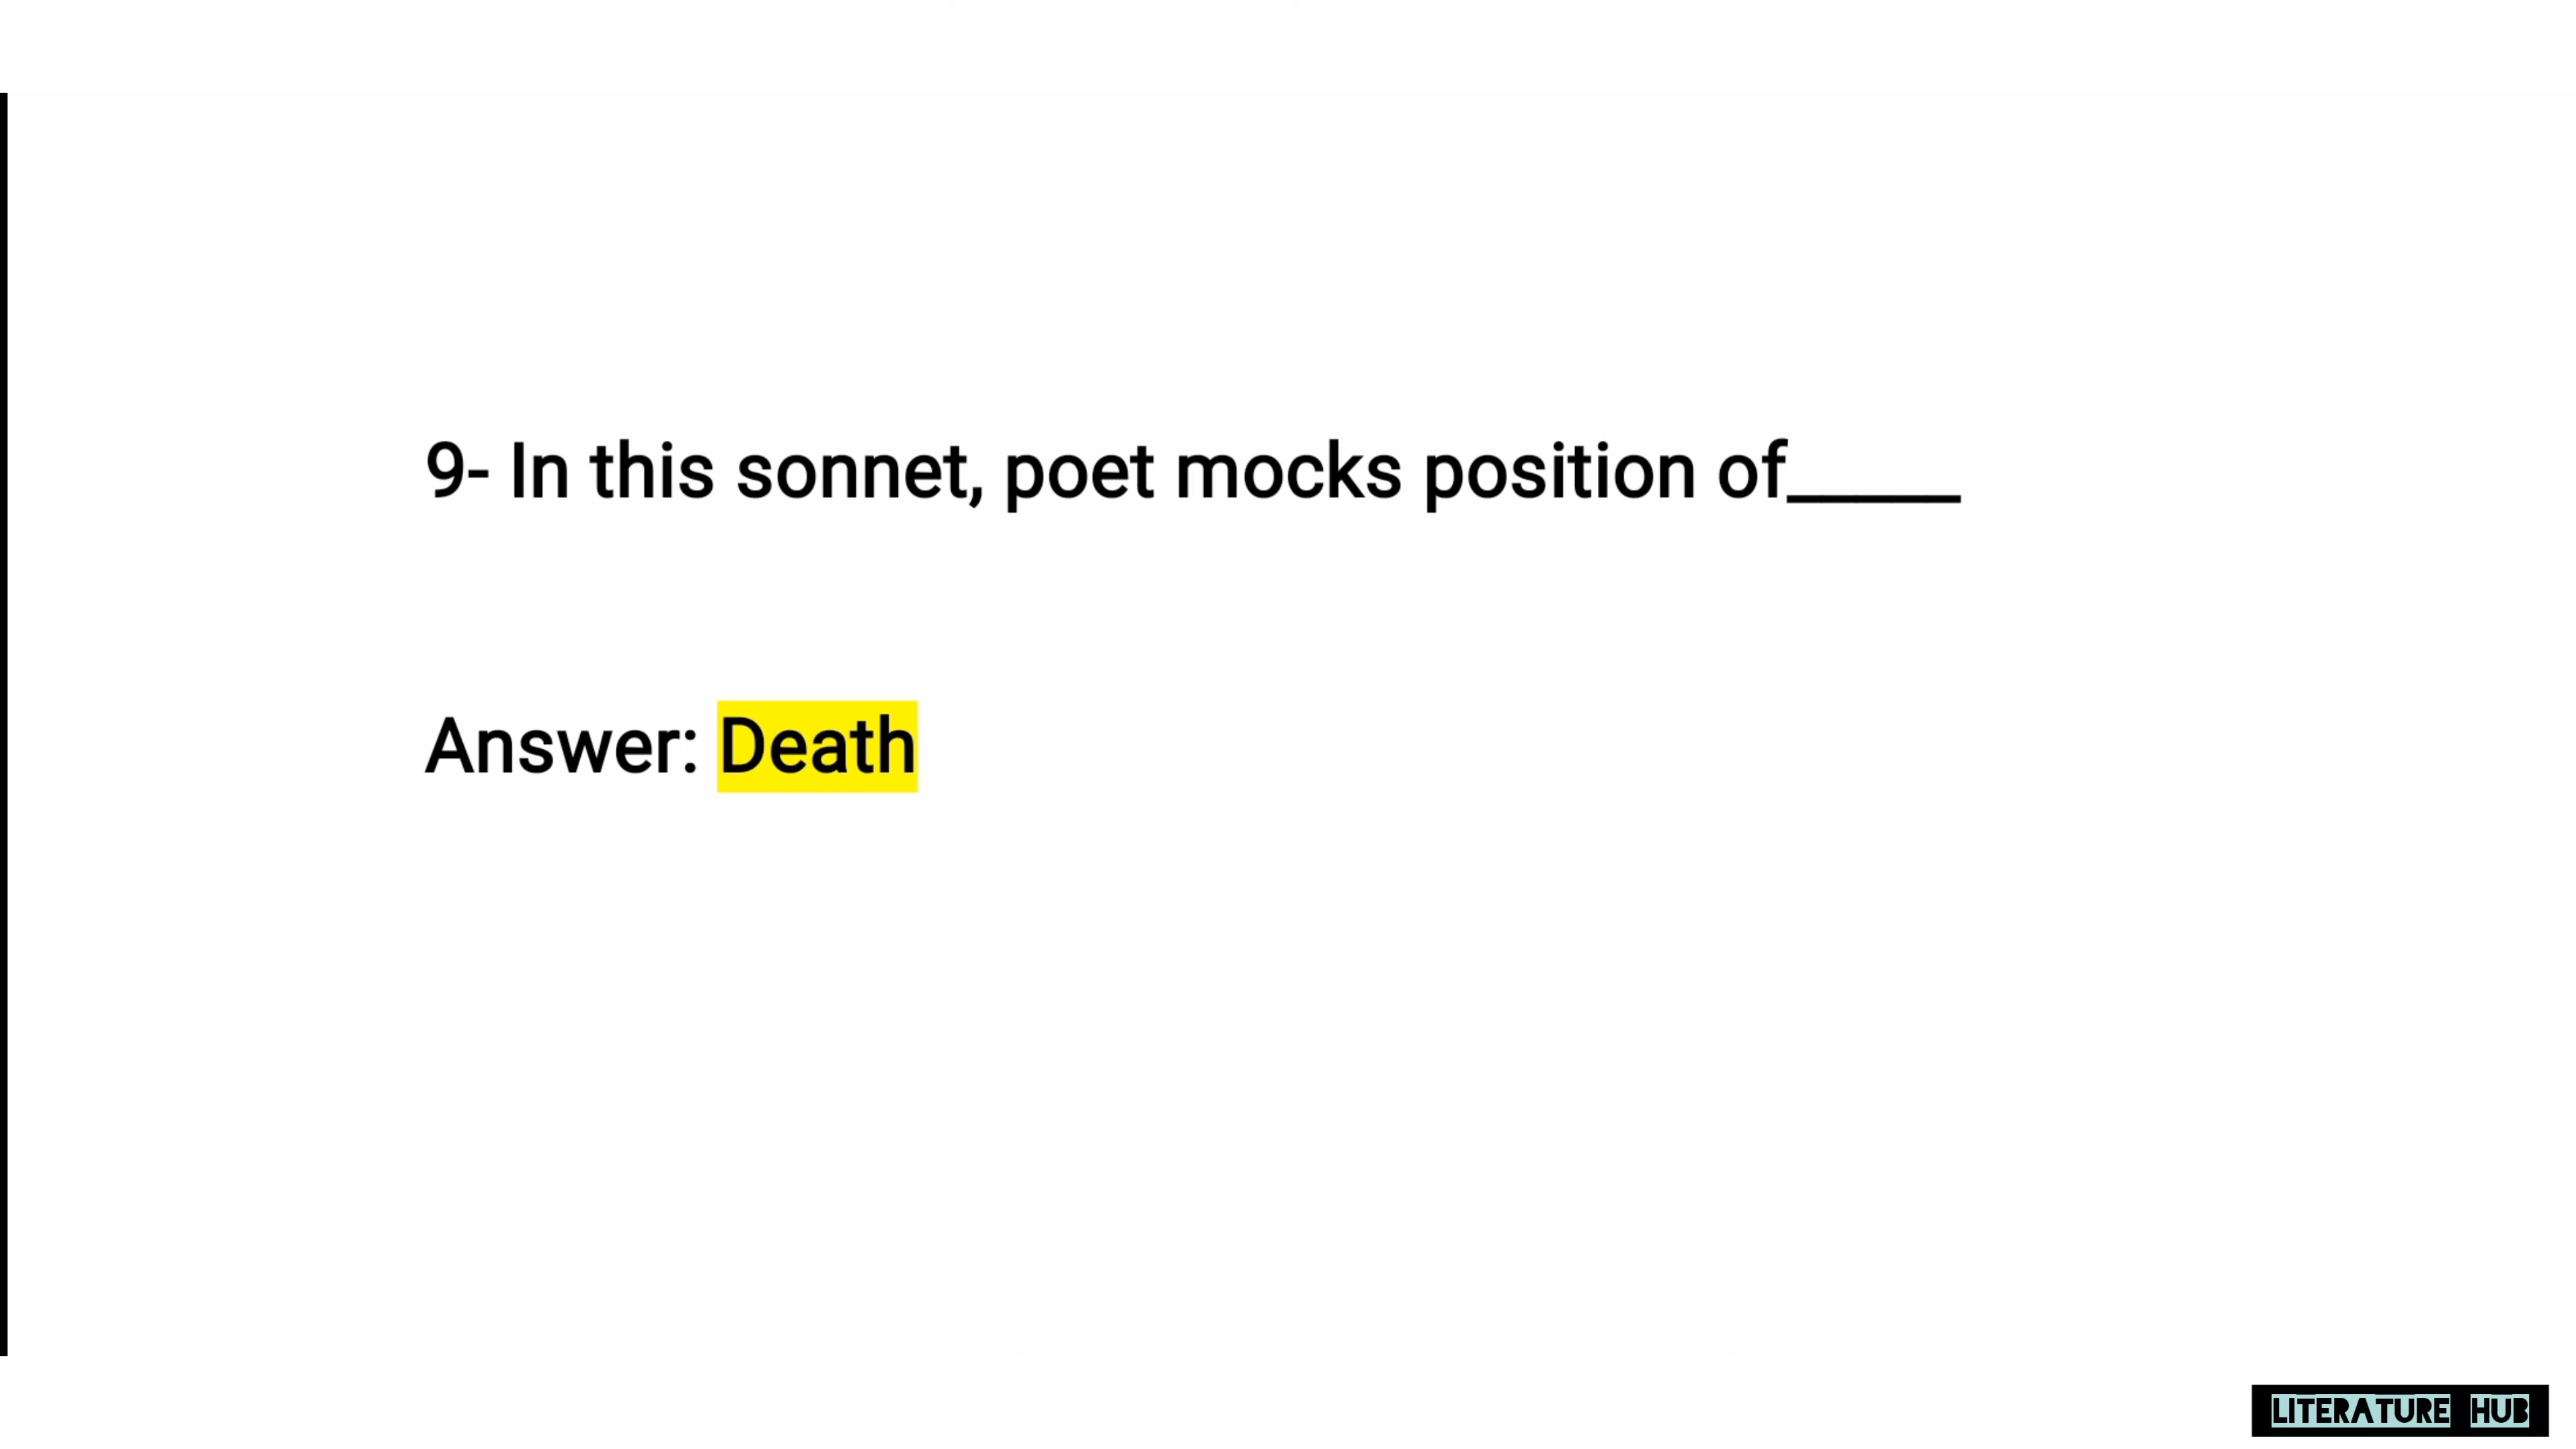 9- In this sonnet, poet mocks position of_____
Answer: Death
LITERATURE HUB